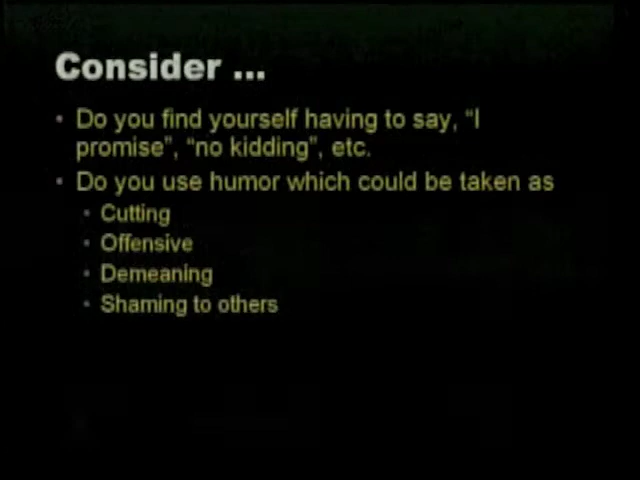 Consider ...
• Do you find yourself having to say, “I
promise”, “no kidding”, etc.
• Do you use humor which could be taken as
• Cutting
• Offensive
• Demeaning
• Shaming to others